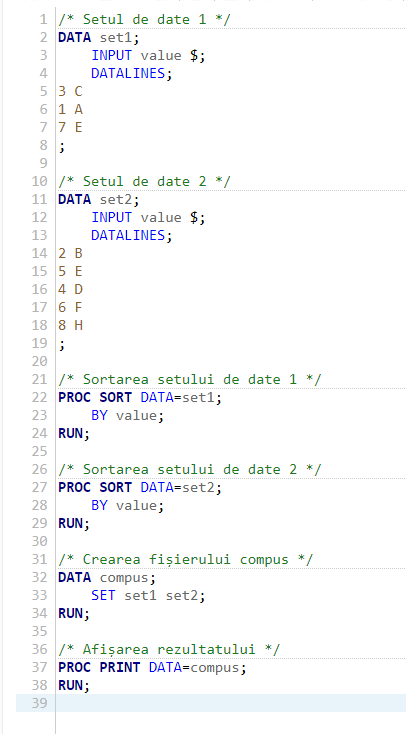 1 /* Setul de date 1 */
2 DATA set1;
3     INPUT value $;
4     DATALINES;
5 3 C
6 1 A
7 7 E
8 ;
9
10 /* Setul de date 2 */
11 DATA set2;
12     INPUT value $;
13     DATALINES;
14 2 B
15 5 E
16 4 D
17 6 F
18 8 H
19 ;
20
21 /* Sortarea setului de date 1 */
22 PROC SORT DATA=set1;
23     BY value;
24 RUN;
25
26 /* Sortarea setului de date 2 */
27 PROC SORT DATA=set2;
28     BY value;
29 RUN;
30
31 /* Crearea fișierului compus */
32 DATA compus;
33     SET set1 set2;
34 RUN;
35
36 /* Afișarea rezultatului */
37 PROC PRINT DATA=compus;
38 RUN;
39